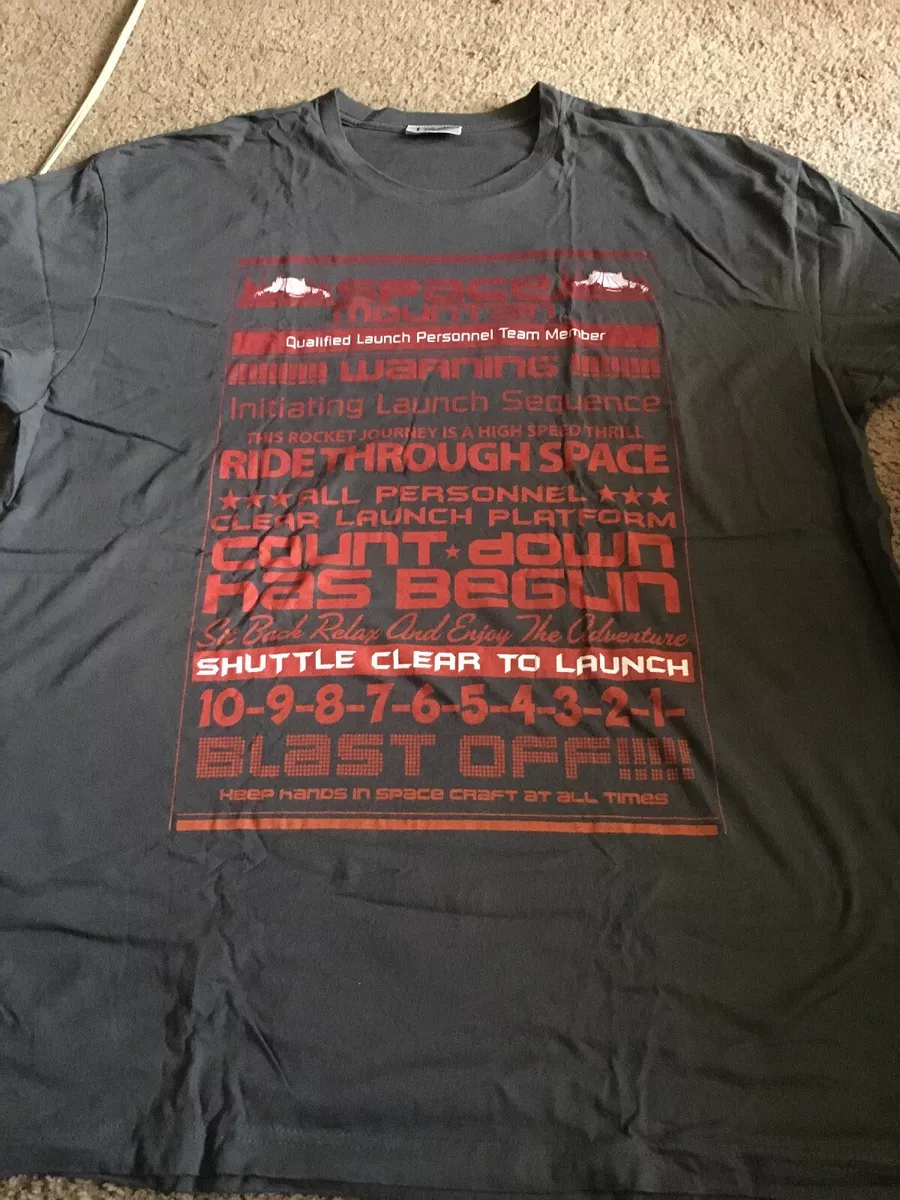 SPACE
MOUNTAIN
Qualified Launch Personnel Team Member
WARNING
Initiating Launch Sequence
THIS ROCKET JOURNEY IS A HIGH SPEED THRILL
RIDE THROUGH SPACE
★★★ALL PERSONNEL★★★
CLEAR LAUNCH PLATFORM
COUNT★DOWN
HAS BEGUN
Sit Back Relax And Enjoy The Adventure
SHUTTLE CLEAR TO LAUNCH
10-9-8-7-6-5-4-3-2-1-
BLAST OFF!!!!!
KEEP HANDS IN SPACE CRAFT AT ALL TIMES